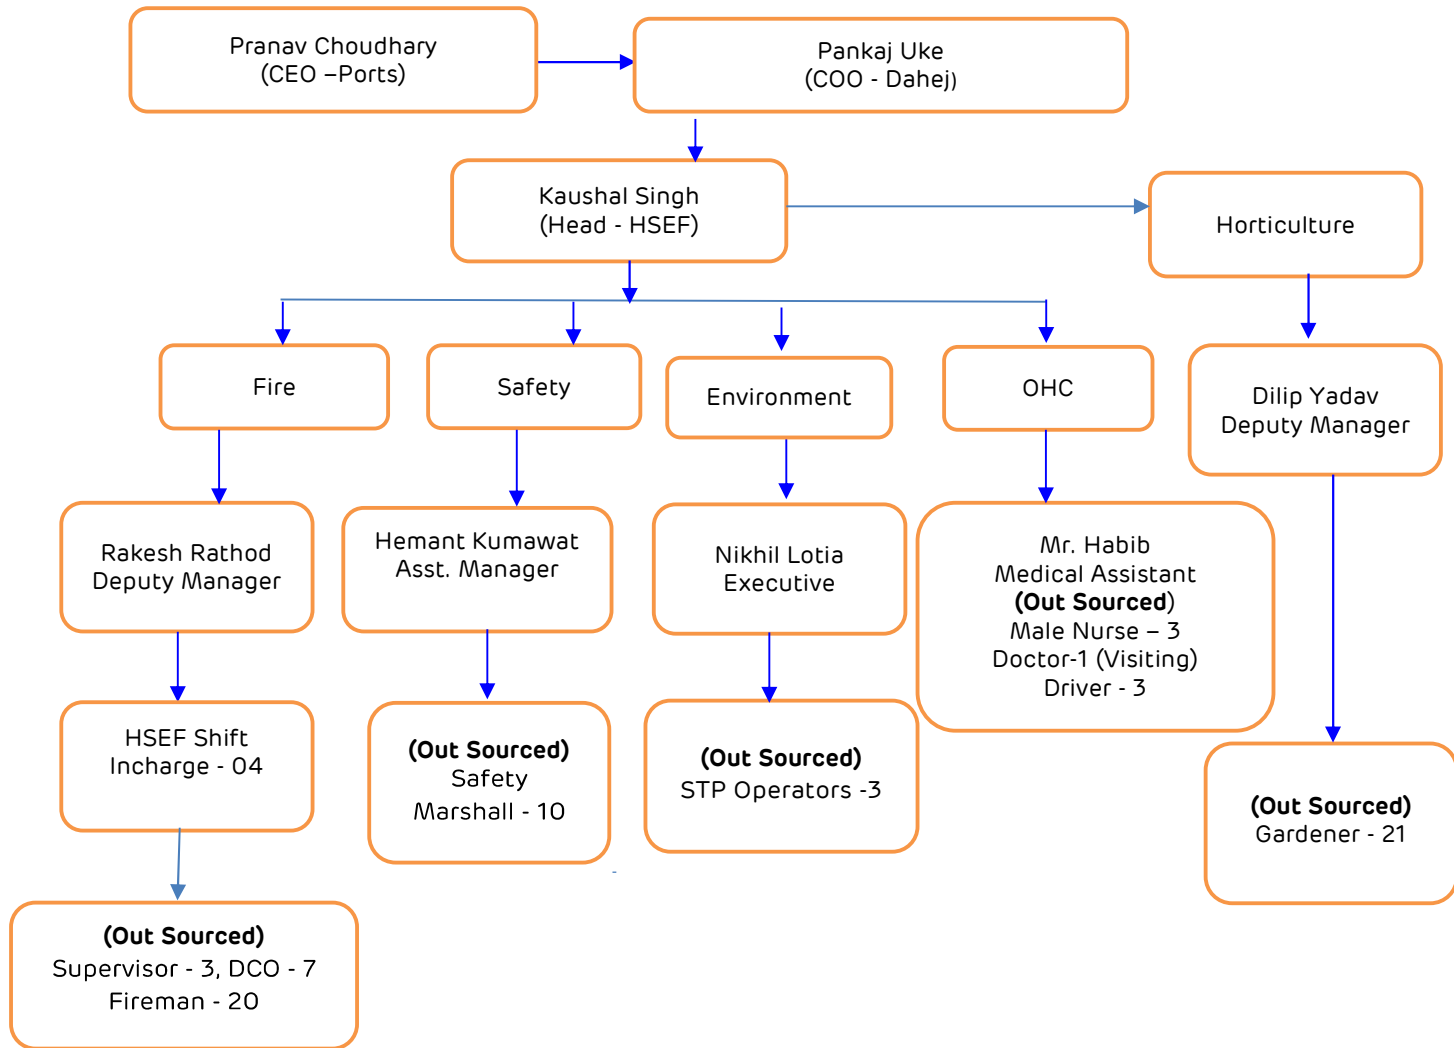 Pranav Choudhary
(CEO –Ports)
Pankaj Uke
(COO - Dahej)
Kaushal Singh
(Head - HSEF)
Horticulture
Fire
Safety
Environment
OHC
Dilip Yadav
Deputy Manager
Rakesh Rathod
Deputy Manager
Hemant Kumawat
Asst. Manager
Nikhil Lotia
Executive
Mr. Habib
Medical Assistant
(Out Sourced)
Male Nurse – 3
Doctor-1 (Visiting)
Driver - 3
HSEF Shift
Incharge - 04
(Out Sourced)
Safety
Marshall - 10
(Out Sourced)
STP Operators -3
(Out Sourced)
Gardener - 21
(Out Sourced)
Supervisor - 3, DCO - 7
Fireman - 20